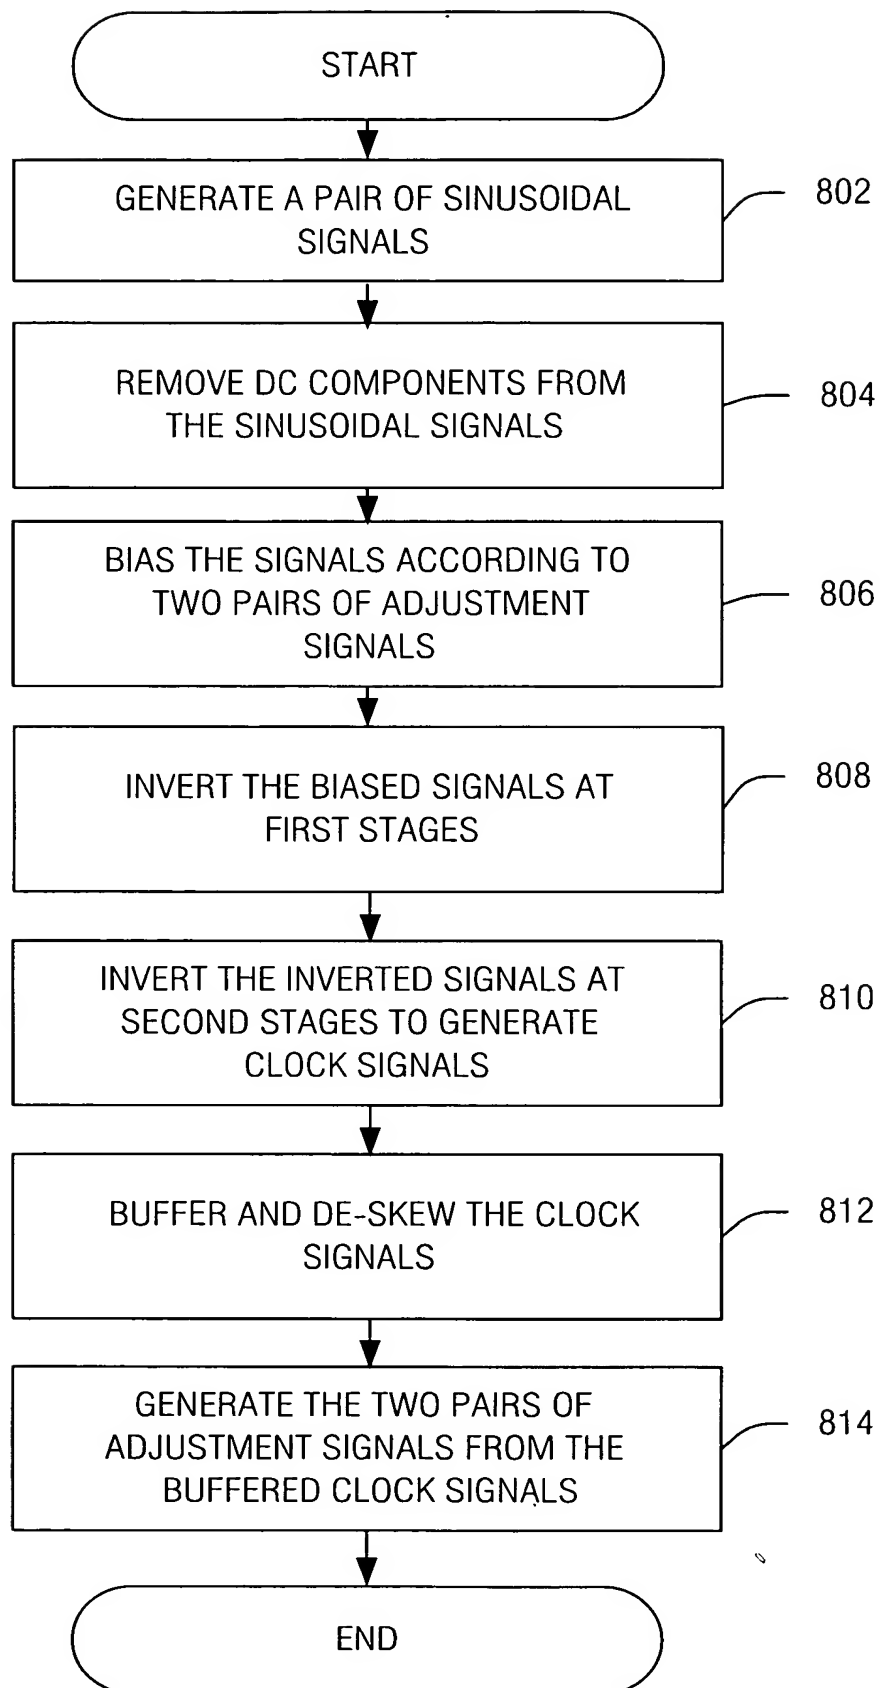 START
GENERATE A PAIR OF SINUSOIDAL
SIGNALS
802
REMOVE DC COMPONENTS FROM
THE SINUSOIDAL SIGNALS
804
BIAS THE SIGNALS ACCORDING TO
TWO PAIRS OF ADJUSTMENT
SIGNALS
806
INVERT THE BIASED SIGNALS AT
FIRST STAGES
808
INVERT THE INVERTED SIGNALS AT
SECOND STAGES TO GENERATE
CLOCK SIGNALS
810
BUFFER AND DE-SKEW THE CLOCK
SIGNALS
812
GENERATE THE TWO PAIRS OF
ADJUSTMENT SIGNALS FROM THE
BUFFERED CLOCK SIGNALS
814
END